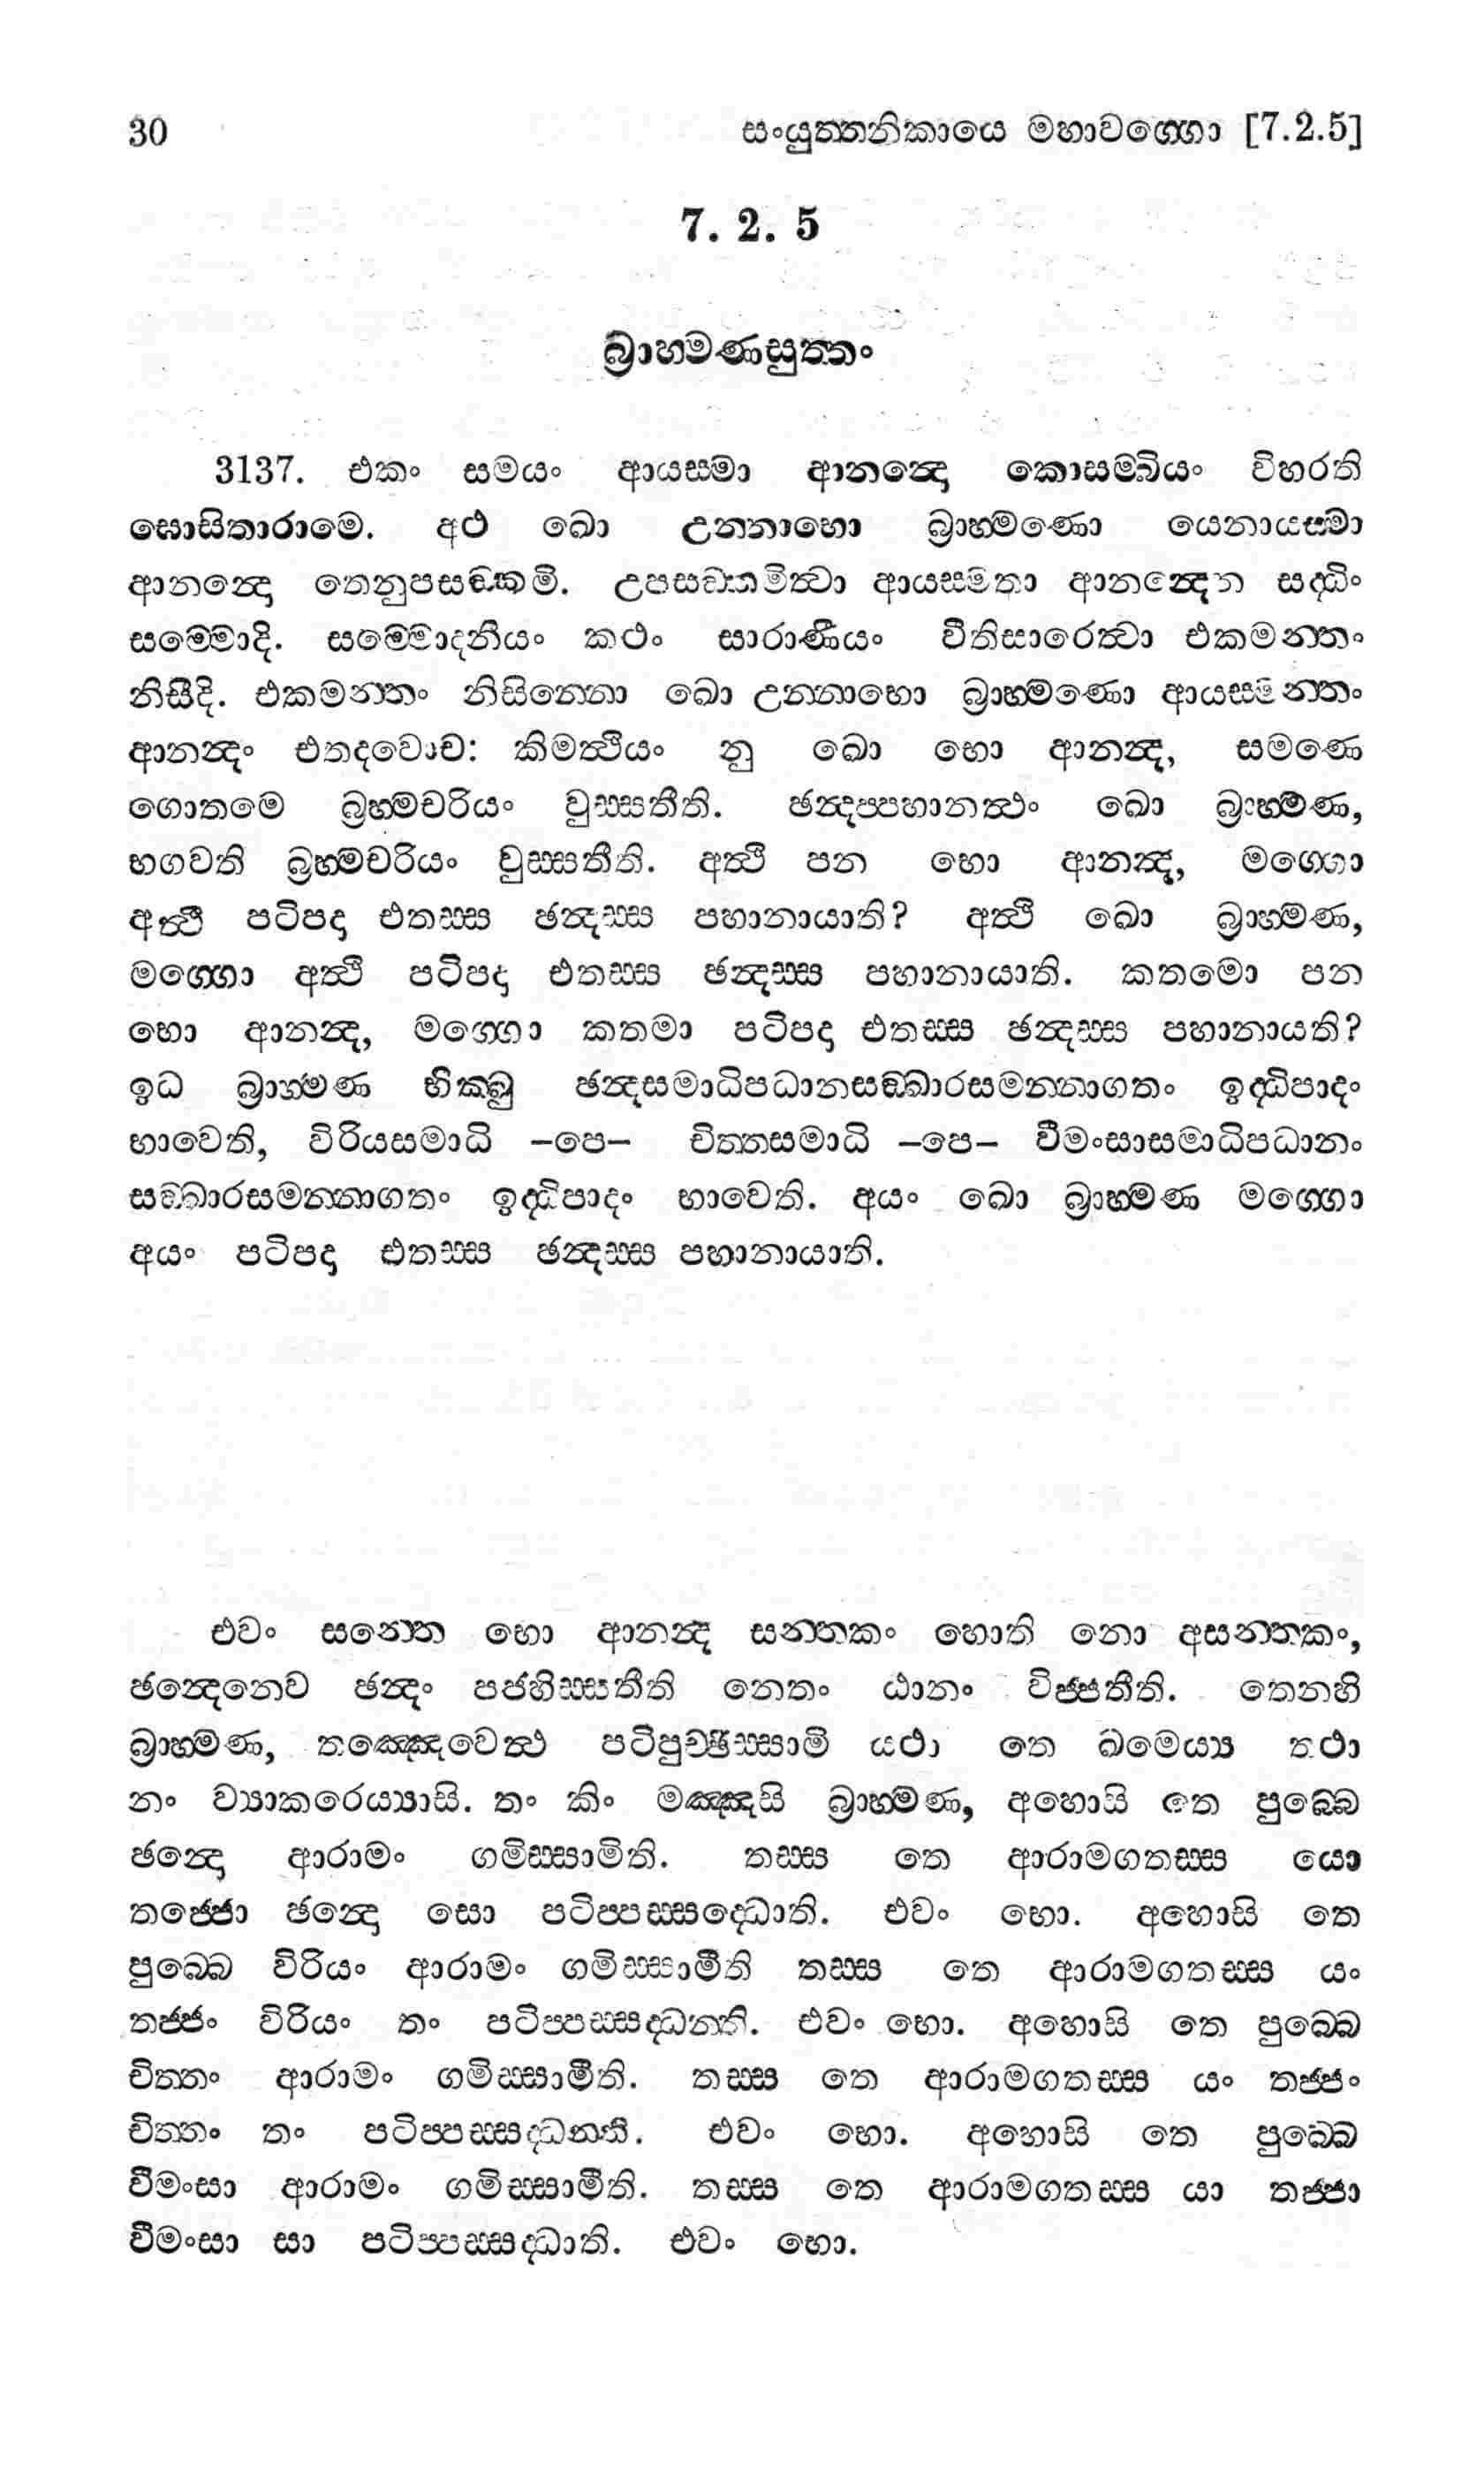 30 සංයුත්තනිකායෙ මහාවග්ගො [7.2.5]
7. 2. 5
බ්‍රාහ්මණසුත්තං
3137. එකං සමයං ආයස්මා ආනන්දො කොසම්බියං විහරති
ඝොසිතාරාමෙ. අථ ඛො උන්නාභො බ්‍රාහ්මණො යෙනායස්මා
ආනන්දො තෙනුපසඞ්කමි. උපසඞ්කමිත්වා ආයස්මතා ආනන්දෙන සද්ධිං
සම්මොදි. සම්මොදනීයං කථං සාරාණීයං වීතිසාරෙත්වා එකමන්තං
නිසීදි. එකමන්තං නිසින්නො ඛො උන්නාභො බ්‍රාහ්මණො ආයස්මන්තං
ආනන්දං එතදවොච: කිමත්ථියං නු ඛො භො ආනන්ද, සමණෙ
ගොතමෙ බ්‍රහ්මචරියං වුස්සතීති. ඡන්දප්පහානත්ථං ඛො බ්‍රාහ්මණ,
භගවති බ්‍රහ්මචරියං වුස්සතීති. අත්ථි පන භො ආනන්ද, මග්ගො
අත්ථි පටිපදා එතස්ස ඡන්දස්ස පහානායාති? අත්ථි ඛො බ්‍රාහ්මණ,
මග්ගො අත්ථි පටිපදා එතස්ස ඡන්දස්ස පහානායාති. කතමො පන
භො ආනන්ද, මග්ගො කතමා පටිපදා එතස්ස ඡන්දස්ස පහානායති?
ඉධ බ්‍රාහ්මණ භික්ඛු ඡන්දසමාධිපධානසඞ්ඛාරසමන්නාගතං ඉද්ධිපාදං
භාවෙති, විරියසමාධි –පෙ– චිත්තසමාධි –පෙ– වීමංසාසමාධිපධානං
සඞ්ඛාරසමන්නාගතං ඉද්ධිපාදං භාවෙති. අයං ඛො බ්‍රාහ්මණ මග්ගො
අයං පටිපදා එතස්ස ඡන්දස්ස පහානායාති.
එවං සන්තෙ භො ආනන්ද සන්තකං හොති නො අසන්තකං,
ඡන්දෙනෙව ඡන්දං පජහිස්සතීති නෙතං ඨානං විජ්ජතීති. තෙනහි
බ්‍රාහ්මණ, තඤ්ඤෙවෙත්ථ පටිපුච්ඡිස්සාමි යථා තෙ ඛමෙය්‍ය තථා
නං ව්‍යාකරෙය්‍යාසි. තං කිං මඤ්ඤසි බ්‍රාහ්මණ, අහොසි තෙ පුබ්බෙ
ඡන්දො ආරාමං ගමිස්සාමිති. තස්ස තෙ ආරාමගතස්ස යො
තජ්ජො ඡන්දො සො පටිප්පස්සද්ධොති. එවං භො. අහොසි තෙ
පුබ්බෙ විරියං ආරාමං ගමිස්සාමීති තස්ස තෙ ආරාමගතස්ස යං
තජ්ජං විරියං තං පටිප්පස්සද්ධන්ති. එවං භො. අහොසි තෙ පුබ්බෙ
චිත්තං ආරාමං ගමිස්සාමීති. තස්ස තෙ ආරාමගතස්ස යං තජ්ජං
චිත්තං තං පටිප්පස්සද්ධන්ති. එවං භො. අහොසි තෙ පුබ්බෙ
වීමංසා ආරාමං ගමිස්සාමීති. තස්ස තෙ ආරාමගතස්ස යා තජ්ජා
වීමංසා සා පටිප්පස්සද්ධාති. එවං භො.